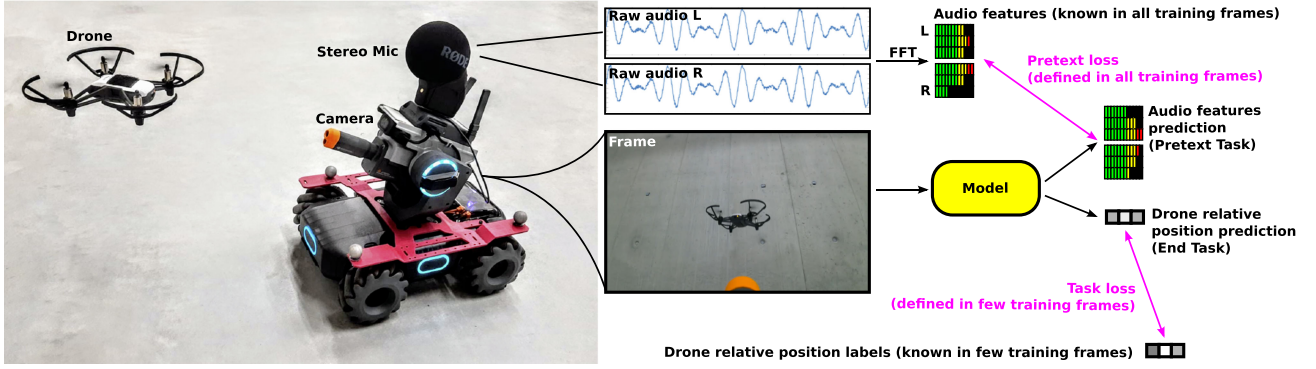 Drone
Stereo Mic
RØDE
Camera
Raw audio L
Raw audio R
Frame
FFT
Audio features (known in all training frames)
L
R
Pretext loss
(defined in all training frames)
Audio features
prediction
(Pretext Task)
Model
Drone relative
position prediction
(End Task)
Task loss
(defined in few training frames)
Drone relative position labels (known in few training frames)